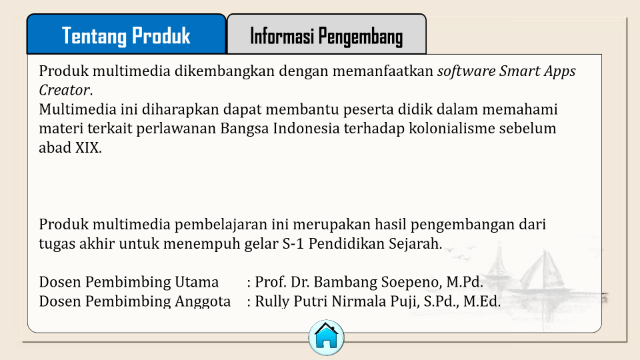 Tentang Produk
Informasi Pengembang
Produk multimedia dikembangkan dengan memanfaatkan software Smart Apps
Creator.
Multimedia ini diharapkan dapat membantu peserta didik dalam memahami
materi terkait perlawanan Bangsa Indonesia terhadap kolonialisme sebelum
abad XIX.
Produk multimedia pembelajaran ini merupakan hasil pengembangan dari
tugas akhir untuk menempuh gelar S-1 Pendidikan Sejarah.
Dosen Pembimbing Utama : Prof. Dr. Bambang Soepeno, M.Pd.
Dosen Pembimbing Anggota : Rully Putri Nirmala Puji, S.Pd., M.Ed.